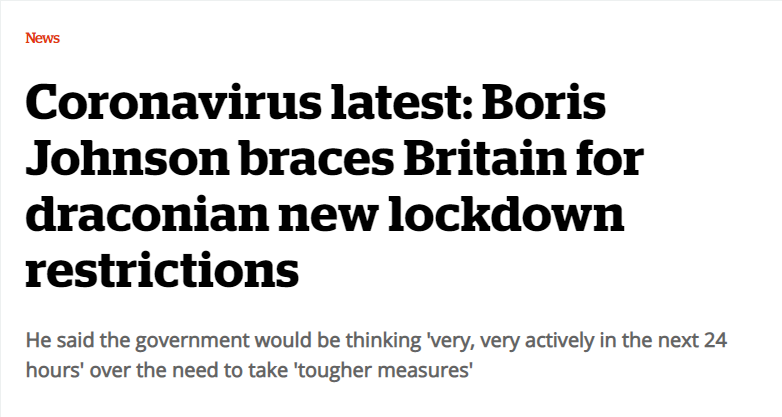 News
Coronavirus latest: Boris
Johnson braces Britain for
draconian new lockdown
restrictions
He said the government would be thinking 'very, very actively in the next 24
hours' over the need to take 'tougher measures'